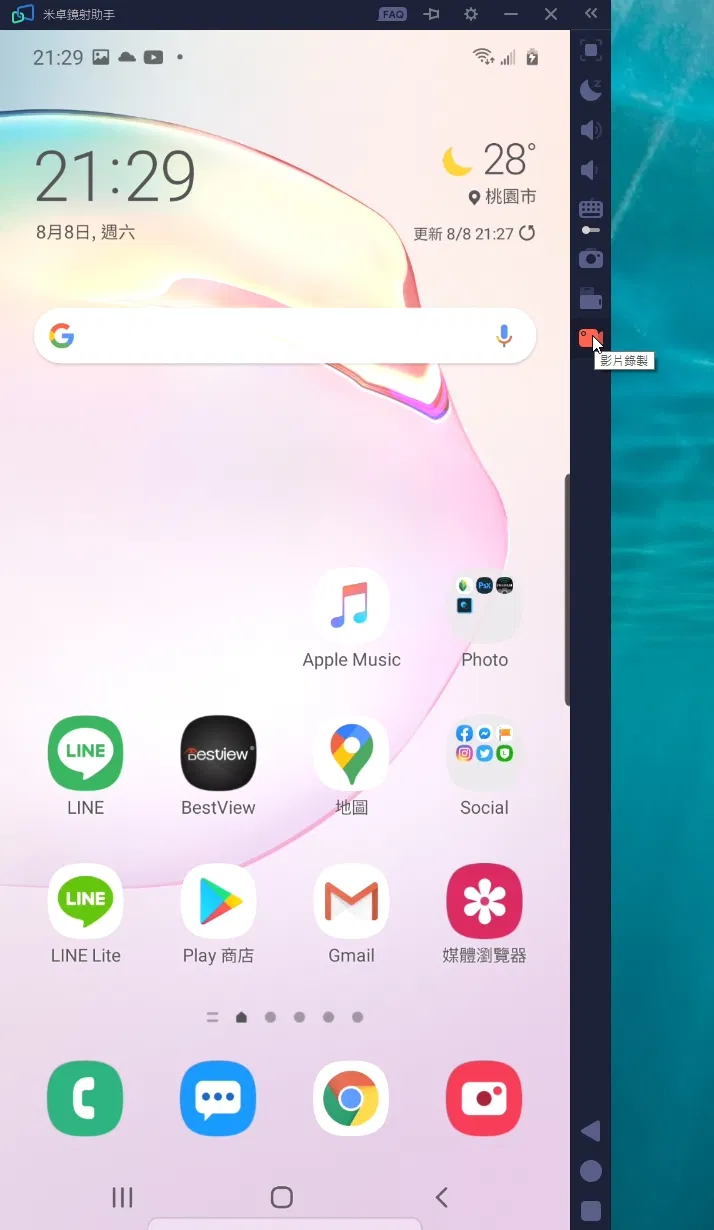 米卓鏡射助手
FAQ
21:29
21:29
28°
桃園市
8月8日, 週六
更新 8/8 21:27
影片錄製
PsX
Apple Music
Photo
LINE
Bestview
LINE
BestView
地圖
Social
LINE
LINE Lite
Play 商店
Gmail
媒體瀏覽器